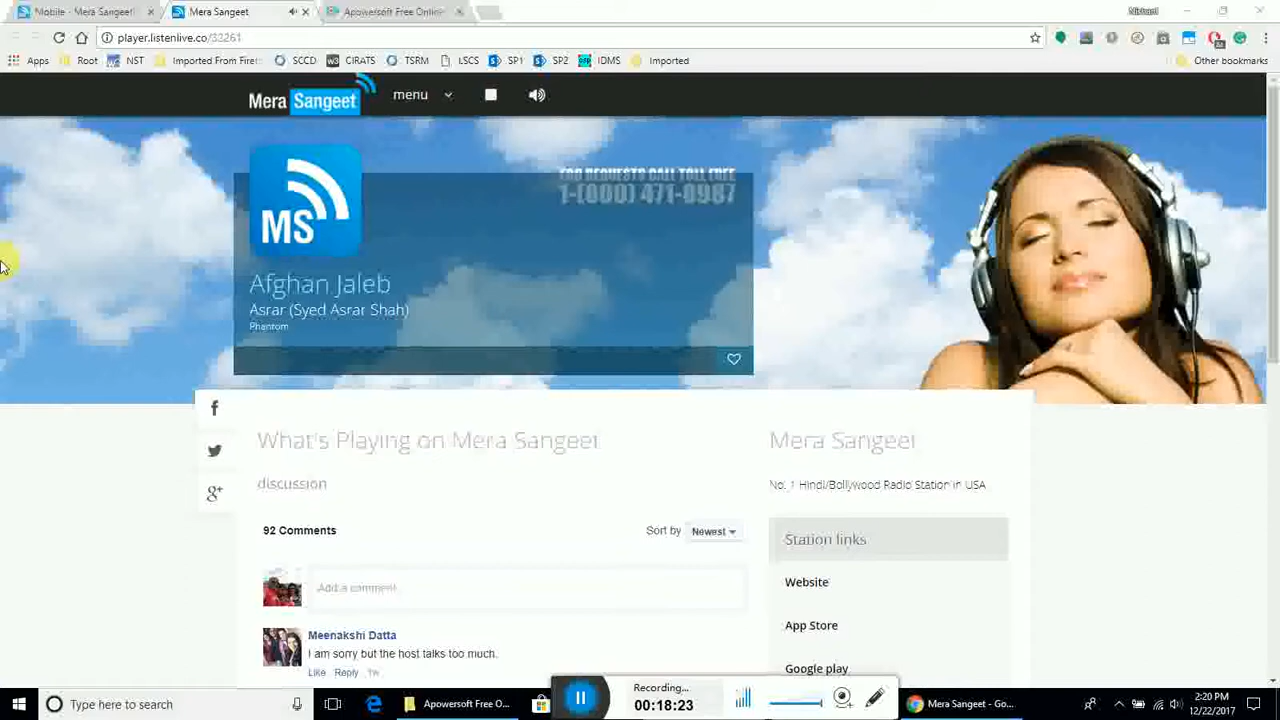 Mobile - Mera Sangeet!
Mera Sangeet
Apowersoft Free Online
player.listenlive.co/32261
Apps Root NST Imported From Fire SCCD CIRATS TSRM LSCS SP1 SP2 IDMS Imported Other bookmarks
Mera Sangeet menu
FOR REQUESTS CALL TOLL FREE
MS
Afghan Jaleb
Asrar (Syed Asrar Shah)
Phantom
What's Playing on Mera Sangeet
Mera Sangeet
discussion
No. 1 Hindi/Bollywood Radio Station in USA
92 Comments
Sort by Newest
Station links
Add a comment
Website
Meenakshi Datta
I am sorry but the host talks too much.
Like Reply 1w
App Store
Google play
Recording...
00:18:23
Type here to search
Apowersoft Free O...
Mera Sangeet - Go...
2:20 PM
12/22/2017